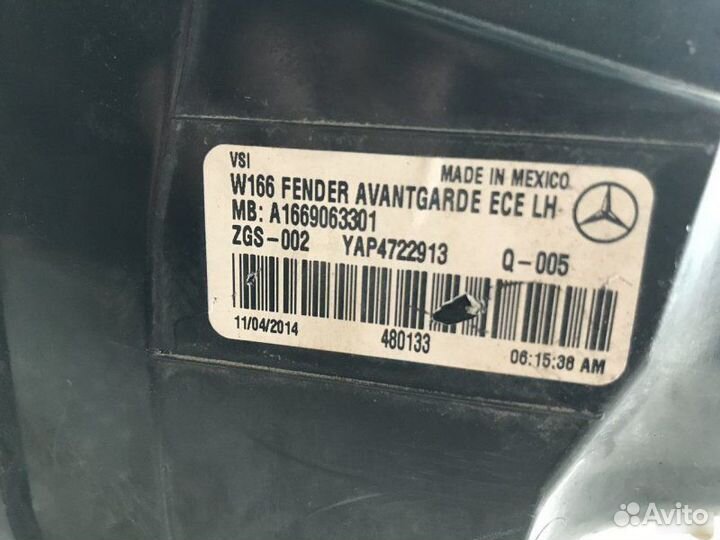 VSI
MADE IN MEXICO
W166 FENDER AVANTGARDE ECE LH
MB: A1669063301
ZGS-002 YAP4722913 Q-005
11/04/2014 480133 06:15:38 AM
Avito